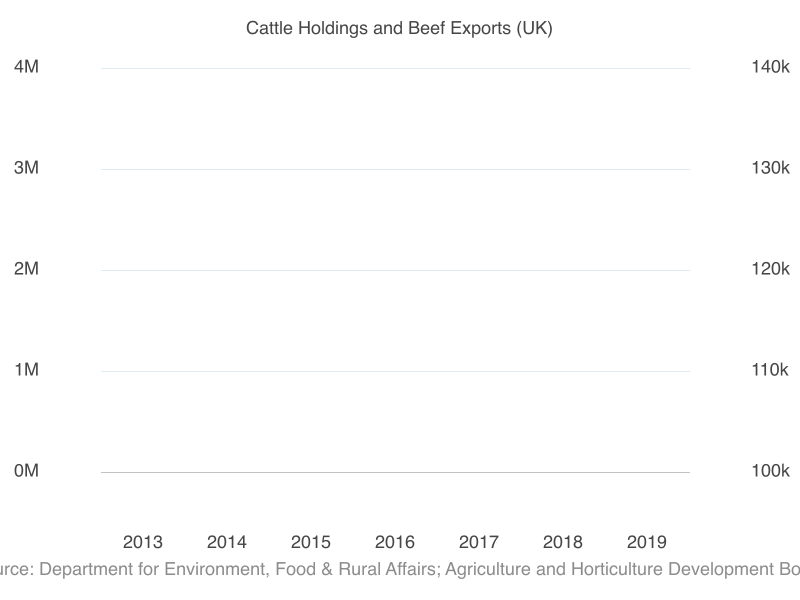 Cattle Holdings and Beef Exports (UK)
4M 140k
3M 130k
2M 120k
1M 110k
0M 100k
2013 2014 2015 2016 2017 2018 2019
urce: Department for Environment, Food & Rural Affairs; Agriculture and Horticulture Development Bo